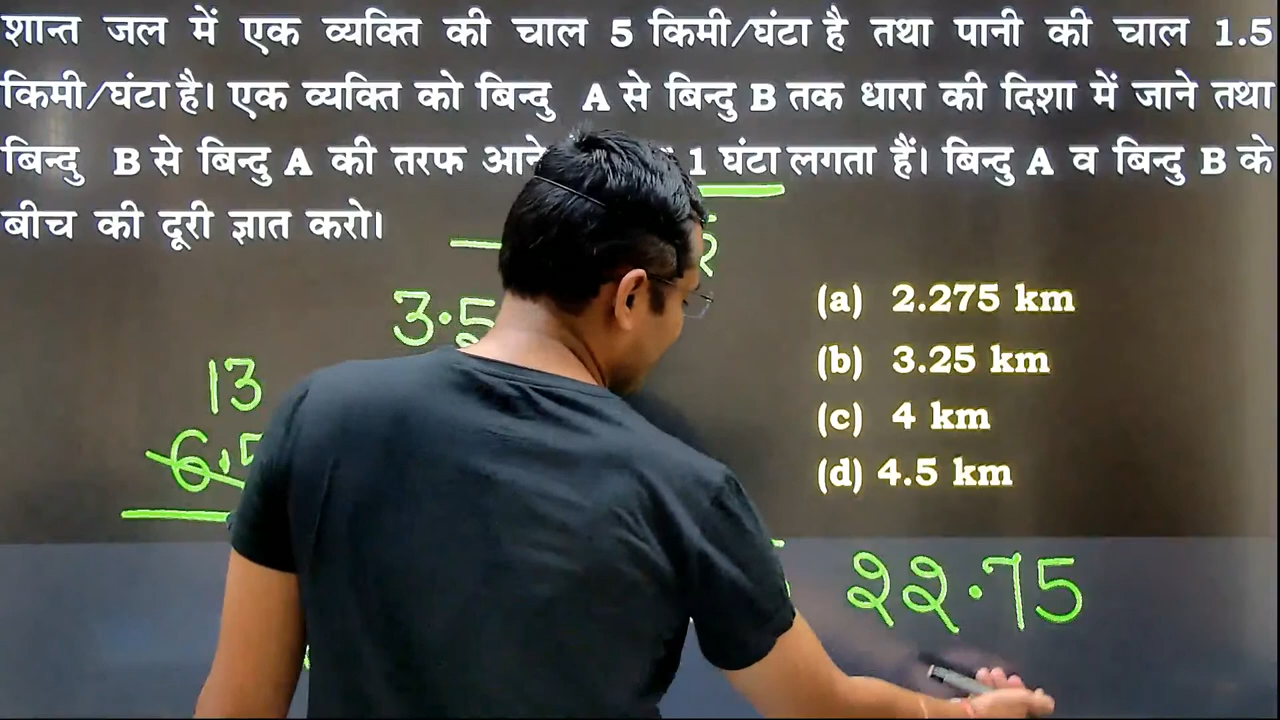 शान्त जल में एक व्यक्ति की चाल 5 किमी/घंटा है तथा पानी की चाल 1.5
किमी/घंटा है। एक व्यक्ति को बिन्दु A से बिन्दु B तक धारा की दिशा में जाने तथा
बिन्दु B से बिन्दु A की तरफ आने 1 घंटा लगता हैं। बिन्दु A व बिन्दु B के
बीच की दूरी ज्ञात करो।
3.5
13
6.5
(a) 2.275 km
(b) 3.25 km
(c) 4 km
(d) 4.5 km
22.75